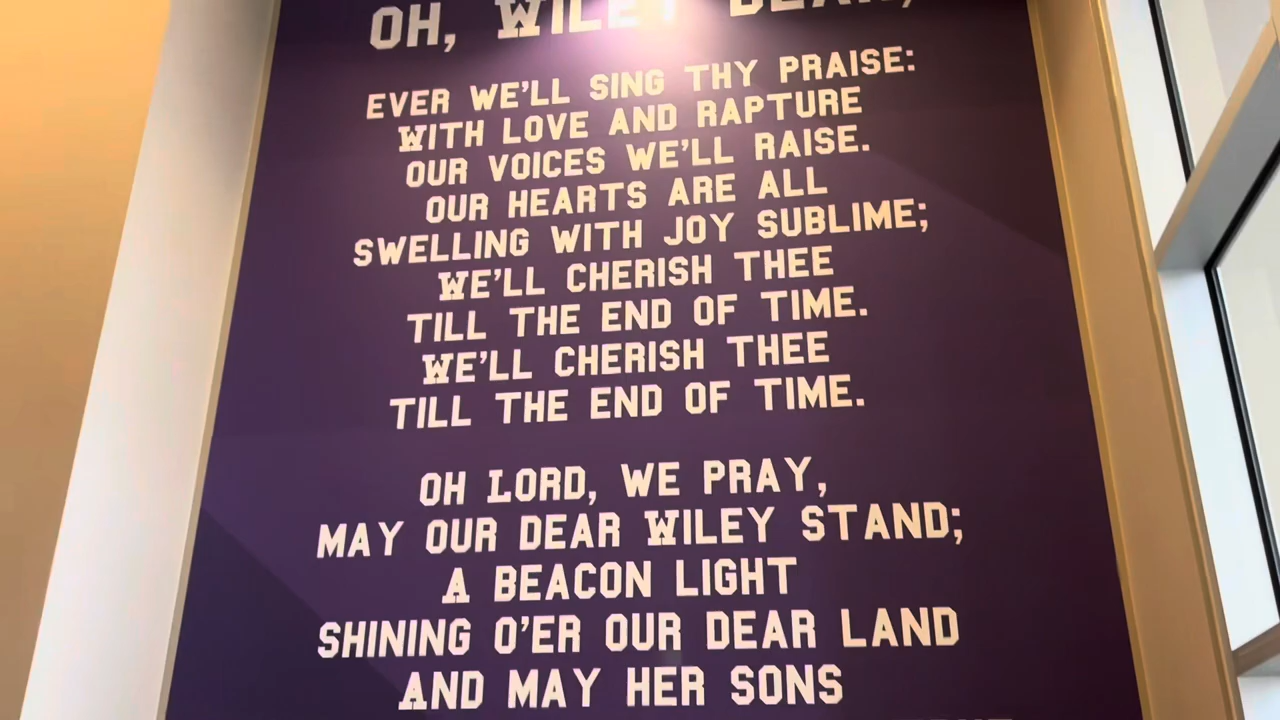 OH, WILEY DEAR,
EVER WE'LL SING THY PRAISE:
WITH LOVE AND RAPTURE
OUR VOICES WE'LL RAISE.
OUR HEARTS ARE ALL
SWELLING WITH JOY SUBLIME;
WE'LL CHERISH THEE
TILL THE END OF TIME.
WE'LL CHERISH THEE
TILL THE END OF TIME.
OH LORD, WE PRAY,
MAY OUR DEAR WILEY STAND;
A BEACON LIGHT
SHINING O'ER OUR DEAR LAND
AND MAY HER SONS